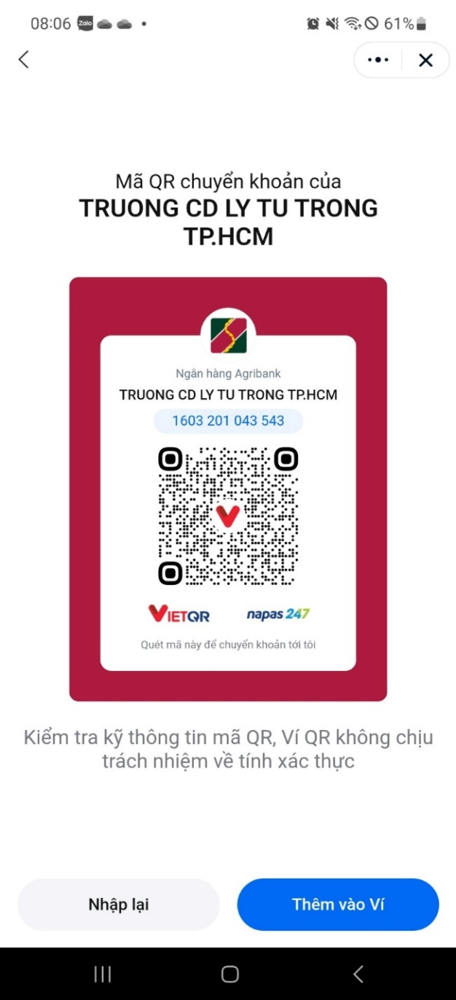 08:06 Zalo 61%
Mã QR chuyển khoản của
TRUONG CD LY TU TRONG
TP.HCM
Ngân hàng Agribank
TRUONG CD LY TU TRONG TP.HCM
1603 201 043 543
VIETQR napas 247
Quét mã này để chuyển khoản tới tôi
Kiểm tra kỹ thông tin mã QR, Ví QR không chịu
trách nhiệm về tính xác thực
Nhập lại Thêm vào Ví